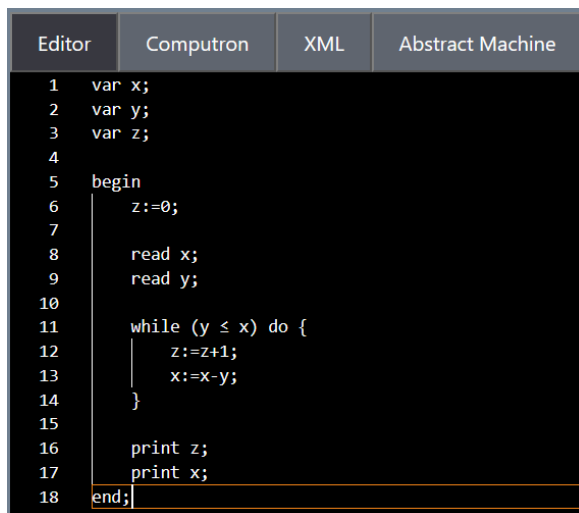 Editor Computron XML Abstract Machine
1 var x;
2 var y;
3 var z;
4
5 begin
6 z:=0;
7
8 read x;
9 read y;
10
11 while (y ≤ x) do {
12 z:=z+1;
13 x:=x-y;
14 }
15
16 print z;
17 print x;
18 end;